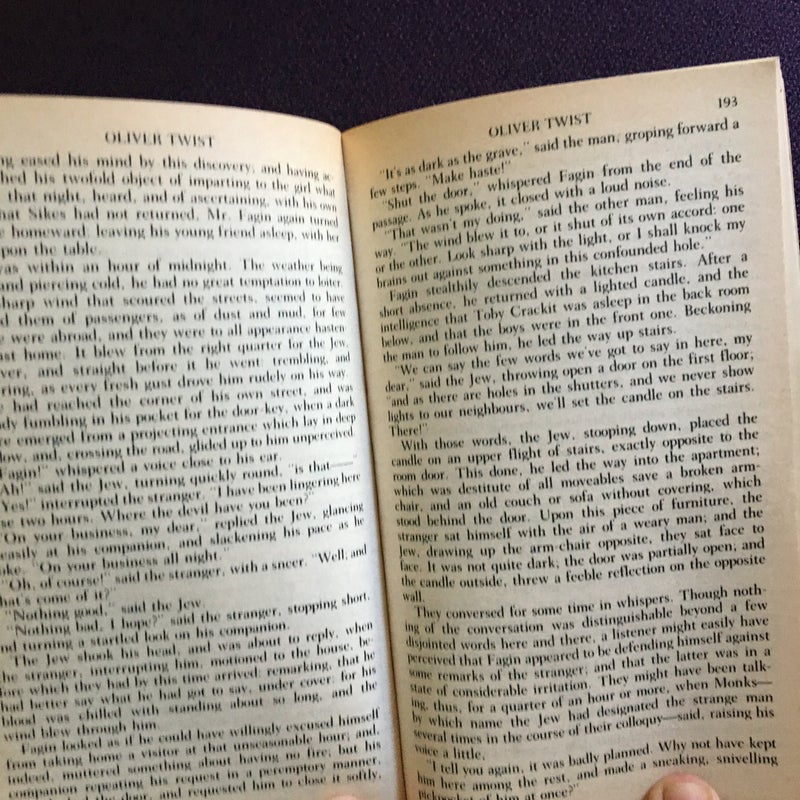 OLIVER TWIST
ng eased his mind by this discovery; and having ac-
hed his twofold object of imparting to the girl what
that night, heard, and of ascertaining, with his own
hat Sikes had not returned, Mr. Fagin again turned
e homeward: leaving his young friend asleep, with her
pon the table.
was within an hour of midnight. The weather being
and piercing cold, he had no great temptation to loiter.
harp wind that scoured the streets, seemed to have
d them of passengers, as of dust and mud, for few
e were abroad, and they were to all appearance hasten-
ast home. It blew from the right quarter for the Jew,
ver, and straight before it he went: trembling, and
ring, as every fresh gust drove him rudely on his way.
had reached the corner of his own street, and was
dy fumbling in his pocket for the door-key, when a dark
re emerged from a projecting entrance which lay in deep
low, and, crossing the road, glided up to him unperceived.
Fagin!" whispered a voice close to his ear.
Ah!" said the Jew, turning quickly round, "is that——"
Yes!" interrupted the stranger. "I have been lingering here
se two hours. Where the devil have you been?"
"On your business, my dear," replied the Jew, glancing
easily at his companion, and slackening his pace as he
oke. "On your business all night."
"Oh, of course!" said the stranger, with a sneer. "Well, and
hat's come of it?"
"Nothing good," said the Jew.
"Nothing bad, I hope?" said the stranger, stopping short,
nd turning a startled look on his companion.
The Jew shook his head, and was about to reply, when
he stranger, interrupting him, motioned to the house, be-
fore which they had by this time arrived: remarking, that he
had better say what he had got to say, under cover: for his
blood was chilled with standing about so long, and the
wind blew through him.
Fagin looked as if he could have willingly excused himself
from taking home a visitor at that unseasonable hour; and,
indeed, muttered something about having no fire; but his
companion repeating his request in a peremptory manner,
the door, and requested him to close it softly,
OLIVER TWIST
193
"It's as dark as the grave," said the man, groping forward a
few steps. "Make haste!"
"Shut the door," whispered Fagin from the end of the
passage. As he spoke, it closed with a loud noise.
"That wasn't my doing," said the other man, feeling his
way. "The wind blew it to, or it shut of its own accord: one
or the other. Look sharp with the light, or I shall knock my
brains out against something in this confounded hole."
Fagin stealthily descended the kitchen stairs. After a
short absence, he returned with a lighted candle, and the
intelligence that Toby Crackit was asleep in the back room
below, and that the boys were in the front one. Beckoning
the man to follow him, he led the way up stairs.
"We can say the few words we've got to say in here, my
dear," said the Jew, throwing open a door on the first floor;
"and as there are holes in the shutters, and we never show
lights to our neighbours, we'll set the candle on the stairs.
There!"
With those words, the Jew, stooping down, placed the
candle on an upper flight of stairs, exactly opposite to the
room door. This done, he led the way into the apartment;
which was destitute of all moveables save a broken arm-
chair, and an old couch or sofa without covering, which
stood behind the door. Upon this piece of furniture, the
stranger sat himself with the air of a weary man; and the
Jew, drawing up the arm-chair opposite, they sat face to
face. It was not quite dark; the door was partially open; and
the candle outside, threw a feeble reflection on the opposite
wall.
They conversed for some time in whispers. Though noth-
ing of the conversation was distinguishable beyond a few
disjointed words here and there, a listener might easily have
perceived that Fagin appeared to be defending himself against
some remarks of the stranger; and that the latter was in a
state of considerable irritation. They might have been talk-
ing, thus, for a quarter of an hour or more, when Monks—
by which name the Jew had designated the strange man
several times in the course of their colloquy—said, raising his
voice a little,
"I tell you again, it was badly planned. Why not have kept
him here among the rest, and made a sneaking, snivelling
pickpocket of him at once?"